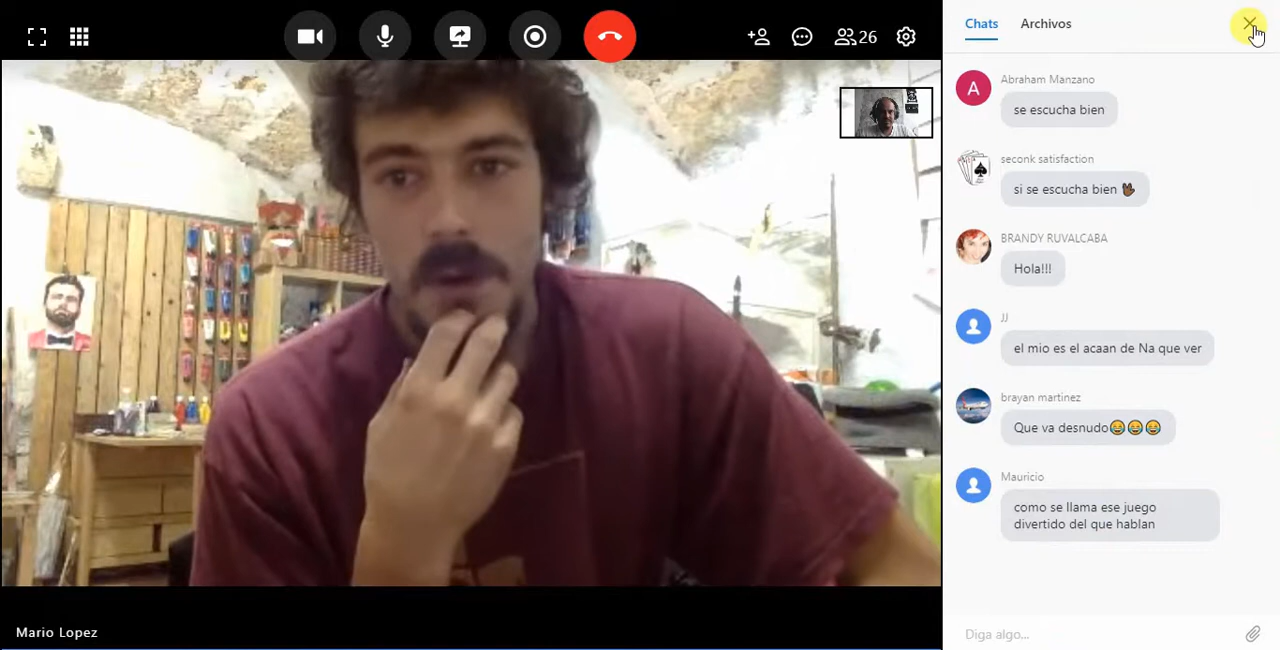 26
Chats
Archivos
Abraham Manzano
se escucha bien
seconk satisfaction
si se escucha bien
BRANDY RUVALCABA
Hola!!!
JJ
el mio es el acaan de Na que ver
brayan martinez
Que va desnudo
Mauricio
como se llama ese juego
divertido del que hablan
Diga algo...
Mario Lopez
A